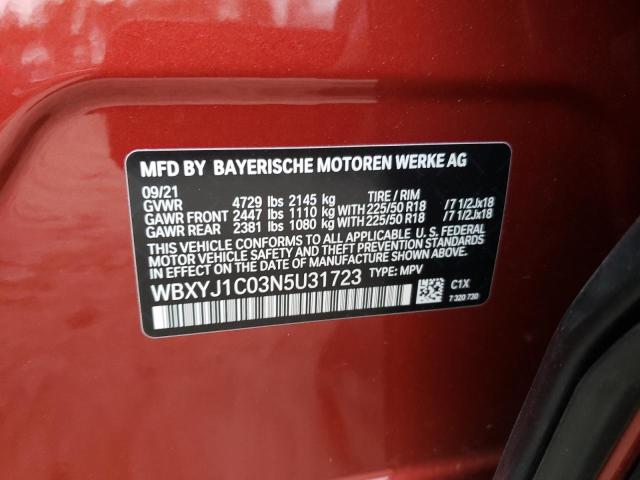 MFD BY BAYERISCHE MOTOREN WERKE AG
09/21 TIRE / RIM
GVWR 4729 lbs 2145 kg
GAWR FRONT 2447 lbs 1110 kg WITH 225/50 R18 /7 1/2Jx18
GAWR REAR 2381 lbs 1080 kg WITH 225/50 R18 /7 1/2Jx18
THIS VEHICLE CONFORMS TO ALL APPLICABLE U. S. FEDERAL
MOTOR VEHICLE SAFETY, BUMPER, AND THEFT PREVENTION STANDARDS
IN EFFECT ON THE DATE OF MANUFACTURE SHOWN ABOVE.
WBXYJ1C03N5U31723 TYPE: MPV
C1X
7 320 730